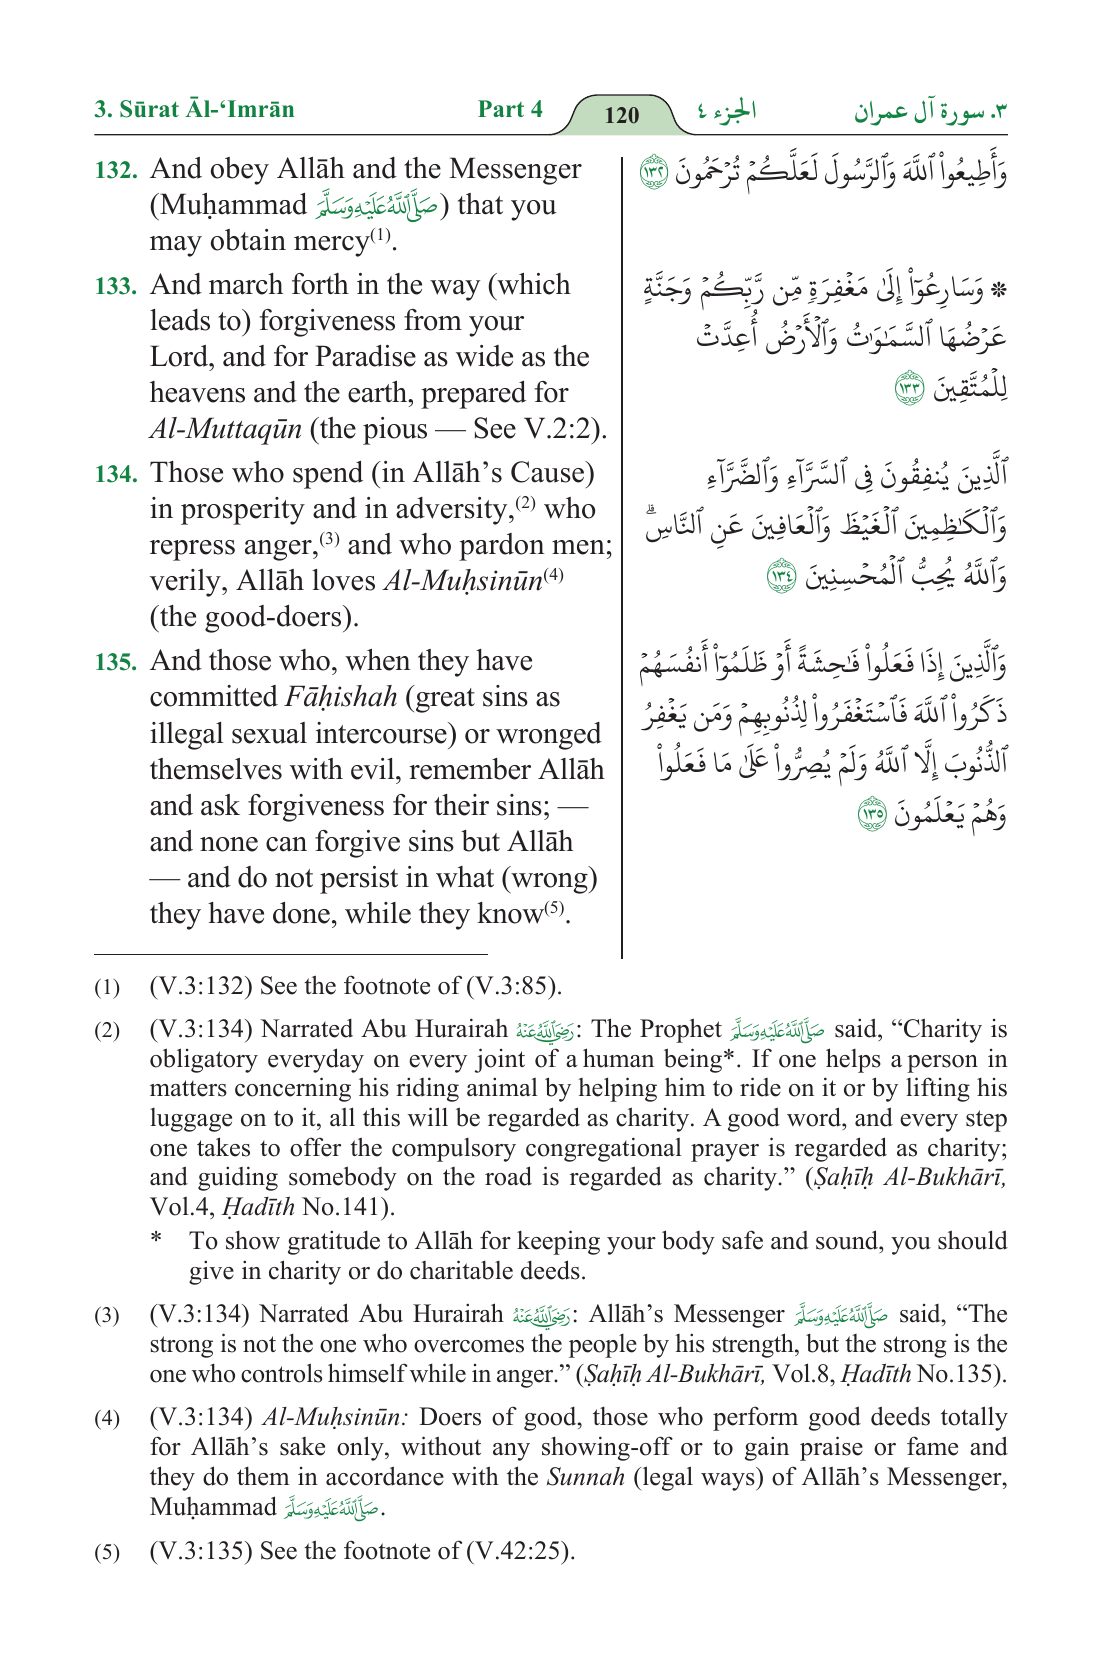 3. Sūrat Āl-‘Imrān Part 4 120 الجزء ٤ ٣. سورة آل عمران
132. And obey Allāh and the Messenger
(Muḥammad صَلَّى اللَّهُ عَلَيْهِ وَسَلَّمَ) that you
may obtain mercy(1).
وَأَطِيعُواْ ٱللَّهَ وَٱلرَّسُولَ لَعَلَّكُمۡ تُرۡحَمُونَ ١٣٢
133. And march forth in the way (which
leads to) forgiveness from your
Lord, and for Paradise as wide as the
heavens and the earth, prepared for
Al-Muttaqūn (the pious — See V.2:2).
۞ وَسَارِعُوٓاْ إِلَىٰ مَغۡفِرَةٖ مِّن رَّبِّكُمۡ وَجَنَّةٍ
عَرۡضُهَا ٱلسَّمَٰوَٰتُ وَٱلۡأَرۡضُ أُعِدَّتۡ
لِلۡمُتَّقِينَ ١٣٣
134. Those who spend (in Allāh’s Cause)
in prosperity and in adversity,(2) who
repress anger,(3) and who pardon men;
verily, Allāh loves Al-Muḥsinūn(4)
(the good-doers).
ٱلَّذِينَ يُنفِقُونَ فِي ٱلسَّرَّآءِ وَٱلضَّرَّآءِ
وَٱلۡكَٰظِمِينَ ٱلۡغَيۡظَ وَٱلۡعَافِينَ عَنِ ٱلنَّاسِۗ
وَٱللَّهُ يُحِبُّ ٱلۡمُحۡسِنِينَ ١٣٤
135. And those who, when they have
committed Fāḥishah (great sins as
illegal sexual intercourse) or wronged
themselves with evil, remember Allāh
and ask forgiveness for their sins; —
and none can forgive sins but Allāh
— and do not persist in what (wrong)
they have done, while they know(5).
وَٱلَّذِينَ إِذَا فَعَلُواْ فَٰحِشَةً أَوۡ ظَلَمُوٓاْ أَنفُسَهُمۡ
ذَكَرُواْ ٱللَّهَ فَٱسۡتَغۡفَرُواْ لِذُنُوبِهِمۡ وَمَن يَغۡفِرُ
ٱلذُّنُوبَ إِلَّا ٱللَّهُ وَلَمۡ يُصِرُّواْ عَلَىٰ مَا فَعَلُواْ
وَهُمۡ يَعۡلَمُونَ ١٣٥
(1) (V.3:132) See the footnote of (V.3:85).
(2) (V.3:134) Narrated Abu Hurairah رَضِيَ اللَّهُ عَنْهُ: The Prophet صَلَّى اللَّهُ عَلَيْهِ وَسَلَّمَ said, “Charity is
obligatory everyday on every joint of a human being*. If one helps a person in
matters concerning his riding animal by helping him to ride on it or by lifting his
luggage on to it, all this will be regarded as charity. A good word, and every step
one takes to offer the compulsory congregational prayer is regarded as charity;
and guiding somebody on the road is regarded as charity.” (Ṣaḥīḥ Al-Bukhārī,
Vol.4, Ḥadīth No.141).
* To show gratitude to Allāh for keeping your body safe and sound, you should
give in charity or do charitable deeds.
(3) (V.3:134) Narrated Abu Hurairah رَضِيَ اللَّهُ عَنْهُ: Allāh’s Messenger صَلَّى اللَّهُ عَلَيْهِ وَسَلَّمَ said, “The
strong is not the one who overcomes the people by his strength, but the strong is the
one who controls himself while in anger.” (Ṣaḥīḥ Al-Bukhārī, Vol.8, Ḥadīth No.135).
(4) (V.3:134) Al-Muḥsinūn: Doers of good, those who perform good deeds totally
for Allāh’s sake only, without any showing-off or to gain praise or fame and
they do them in accordance with the Sunnah (legal ways) of Allāh’s Messenger,
Muḥammad صَلَّى اللَّهُ عَلَيْهِ وَسَلَّمَ.
(5) (V.3:135) See the footnote of (V.42:25).